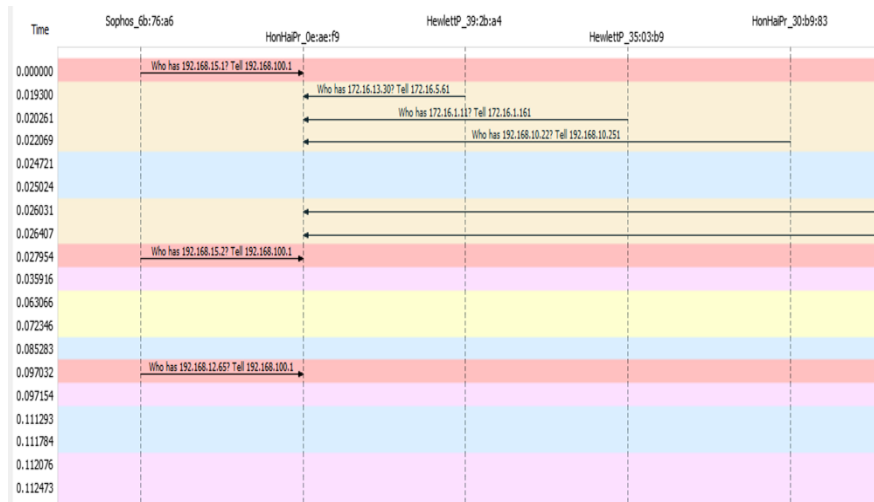 Time
Sophos_6b:76:a6
HonHaiPr_0e:ae:f9
HewlettP_39:2b:a4
HewlettP_35:03:b9
HonHaiPr_30:b9:83
0.000000 Who has 192.168.15.1? Tell 192.168.100.1
0.019300 Who has 172.16.13.30? Tell 172.16.5.61
0.020261 Who has 172.16.1.11? Tell 172.16.1.161
0.022069 Who has 192.168.10.22? Tell 192.168.10.251
0.024721
0.025024
0.026031
0.026407
0.027954 Who has 192.168.15.2? Tell 192.168.100.1
0.035916
0.063066
0.072346
0.085283
0.097032 Who has 192.168.12.65? Tell 192.168.100.1
0.097154
0.111293
0.111784
0.112076
0.112473